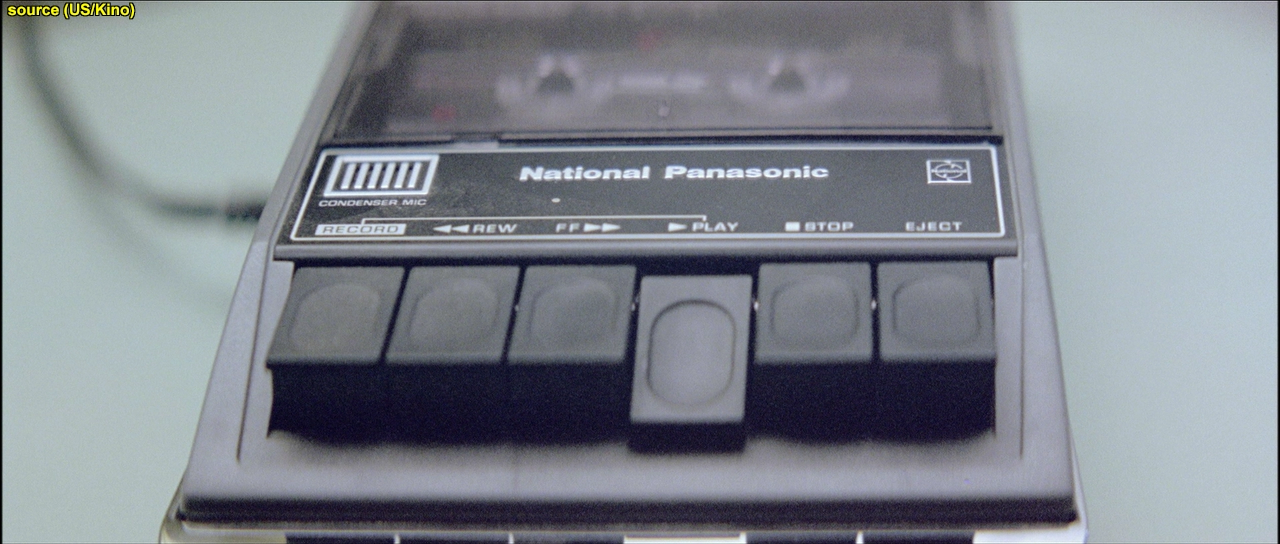 source (US/Kino)
National Panasonic
CONDENSER MIC
RECORD ◀◀ REW FF ▶▶ ▶ PLAY ■ STOP EJECT